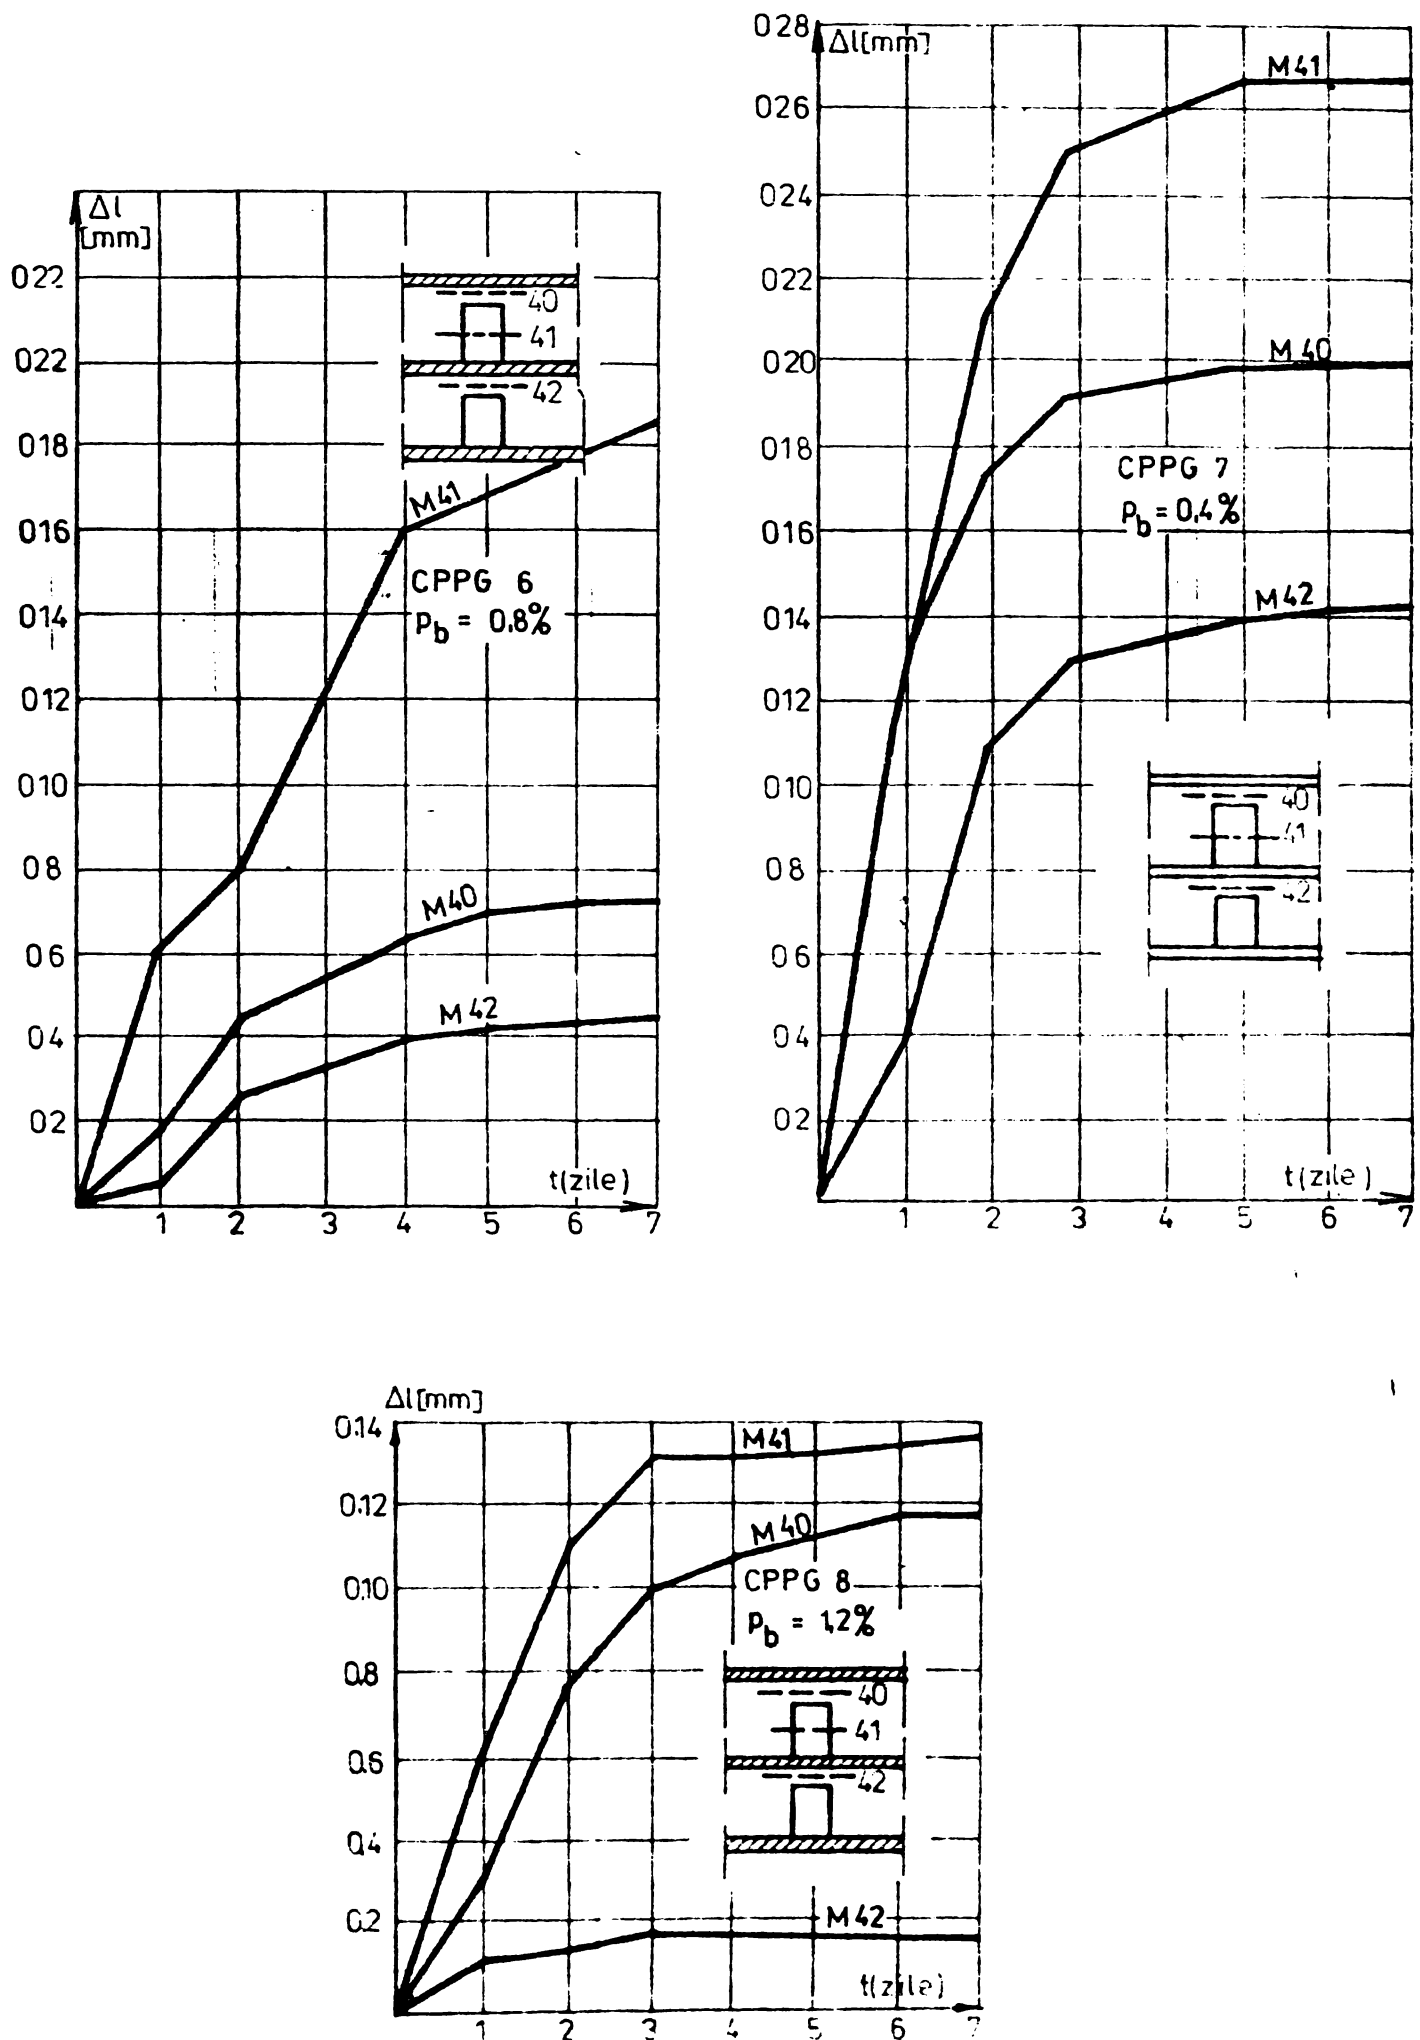 Δl
[mm]
022
022
018
016
014
012
010
08
06
04
02
40
41
42
M41
CPPG 6
pb = 0.8%
M40
M42
t(zile)
1 2 3 4 5 6 7
Δl[mm]
028
026
024
022
020
018
016
014
012
010
08
06
04
02
M41
M40
CPPG 7
pb = 0,4%
M42
40
41
42
t(zile)
1 2 3 4 5 6 7
Δl[mm]
0.14
0.12
0.10
0.8
0.6
0.4
0.2
M41
M40
CPPG 8
pb = 1,2%
40
41
42
M42
t(zile)
1 2 3 4 5 6 7